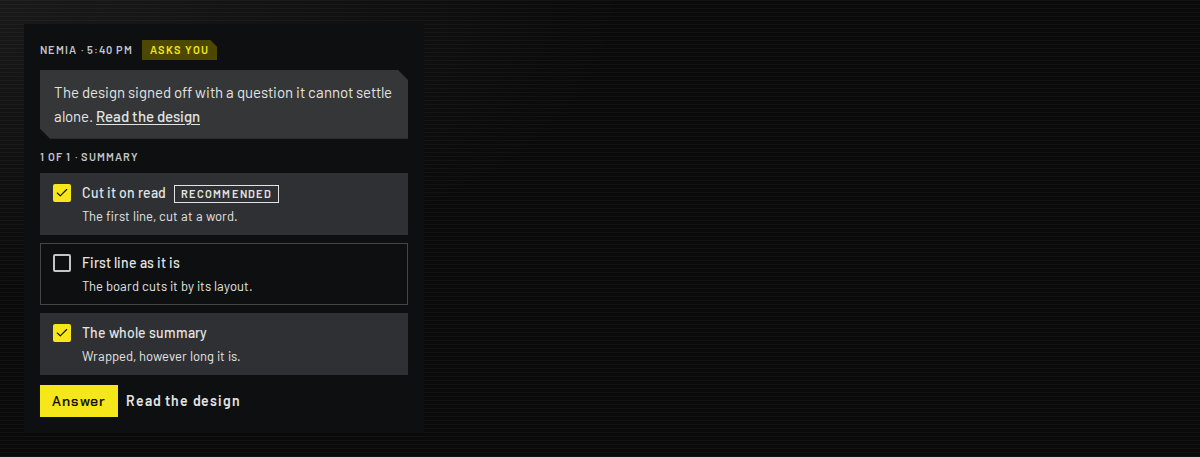 NEMIA · 5:40 PM ASKS YOU
The design signed off with a question it cannot settle
alone. Read the design
1 OF 1 · SUMMARY
Cut it on read RECOMMENDED
The first line, cut at a word.
First line as it is
The board cuts it by its layout.
The whole summary
Wrapped, however long it is.
Answer Read the design